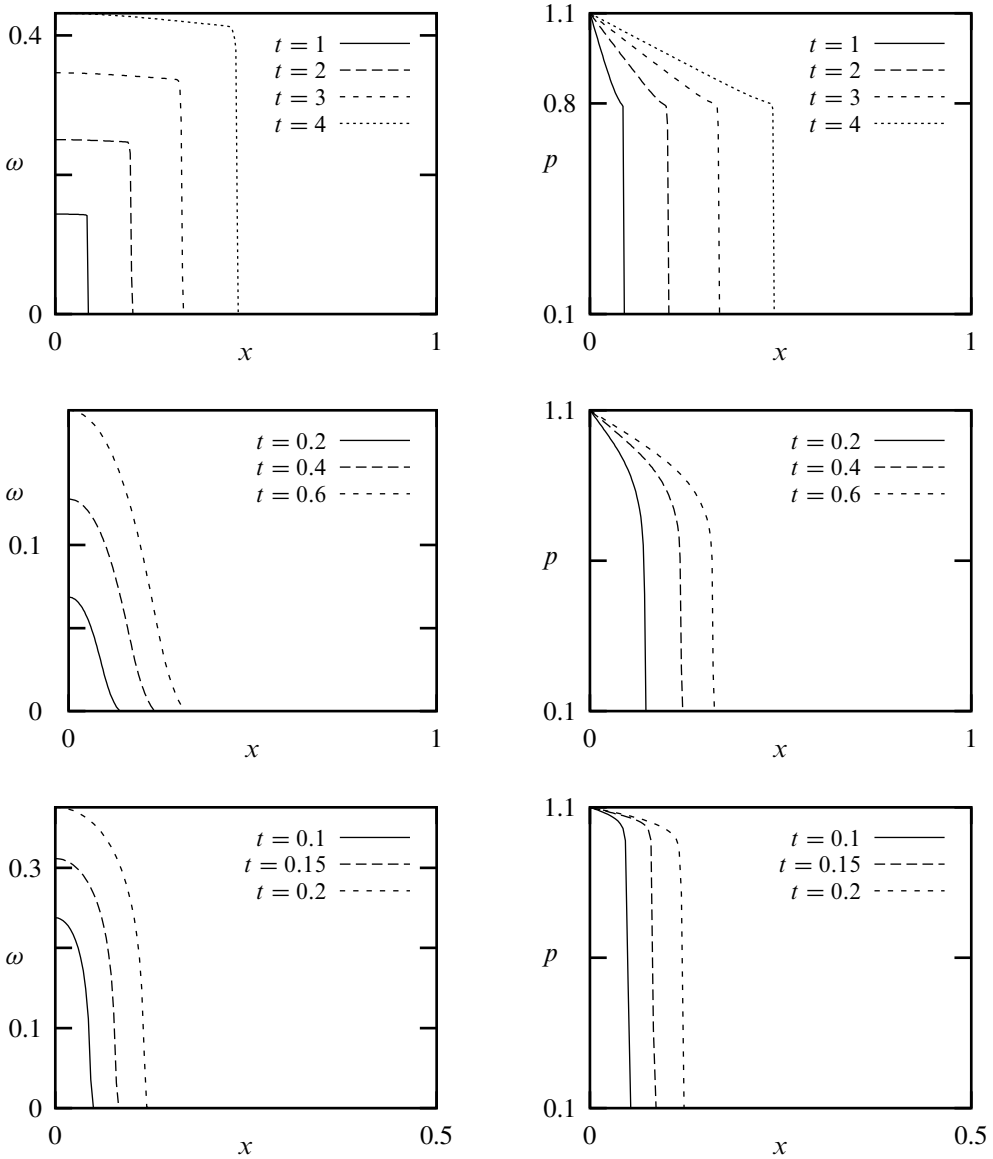 0.4
ω
0
0
x
1
t = 1
t = 2
t = 3
t = 4
1.1
0.8
p
0.1
0
x
1
t = 1
t = 2
t = 3
t = 4
ω
0.1
0
0
x
1
t = 0.2
t = 0.4
t = 0.6
1.1
p
0.1
0
x
1
t = 0.2
t = 0.4
t = 0.6
0.3
ω
0.1
0
0
x
0.5
t = 0.1
t = 0.15
t = 0.2
1.1
p
0.1
0
x
0.5
t = 0.1
t = 0.15
t = 0.2